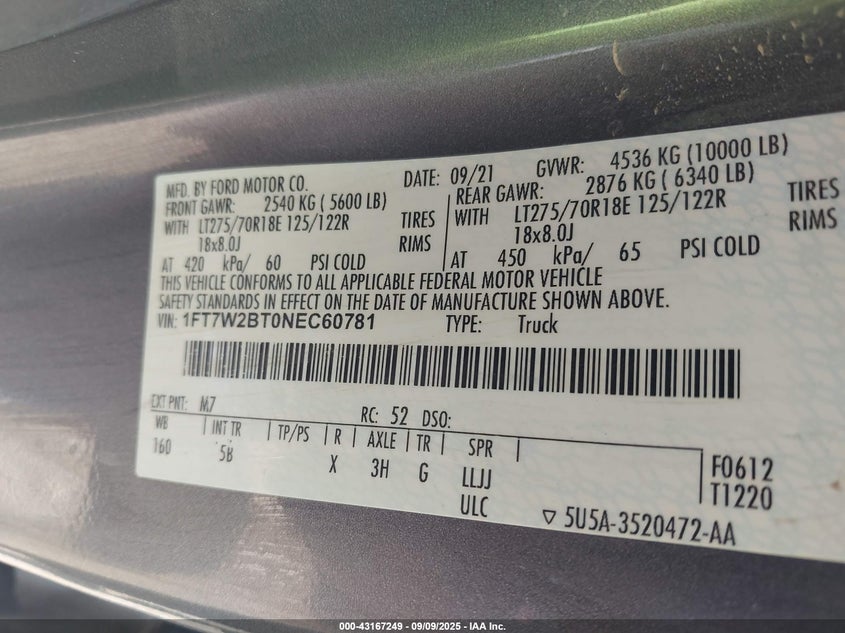 MFD. BY FORD MOTOR CO. DATE: 09/21 GVWR: 4536 KG (10000 LB)
FRONT GAWR: 2540 KG ( 5600 LB) REAR GAWR: 2876 KG ( 6340 LB)
WITH LT275/70R18E 125/122R TIRES WITH LT275/70R18E 125/122R TIRES
18x8.0J RIMS 18x8.0J RIMS
AT 420 kPa/ 60 PSI COLD AT 450 kPa/ 65 PSI COLD
THIS VEHICLE CONFORMS TO ALL APPLICABLE FEDERAL MOTOR VEHICLE
SAFETY STANDARDS IN EFFECT ON THE DATE OF MANUFACTURE SHOWN ABOVE.
VIN: 1FT7W2BT0NEC60781 TYPE: Truck
EXT PNT: M7 RC: 52 DSO:
WB INT TR TP/PS R AXLE TR SPR
160 5B X 3H G LLJJ F0612
ULC T1220
▽ 5U5A-3520472-AA
000-43167249 - 09/09/2025 - IAA Inc.